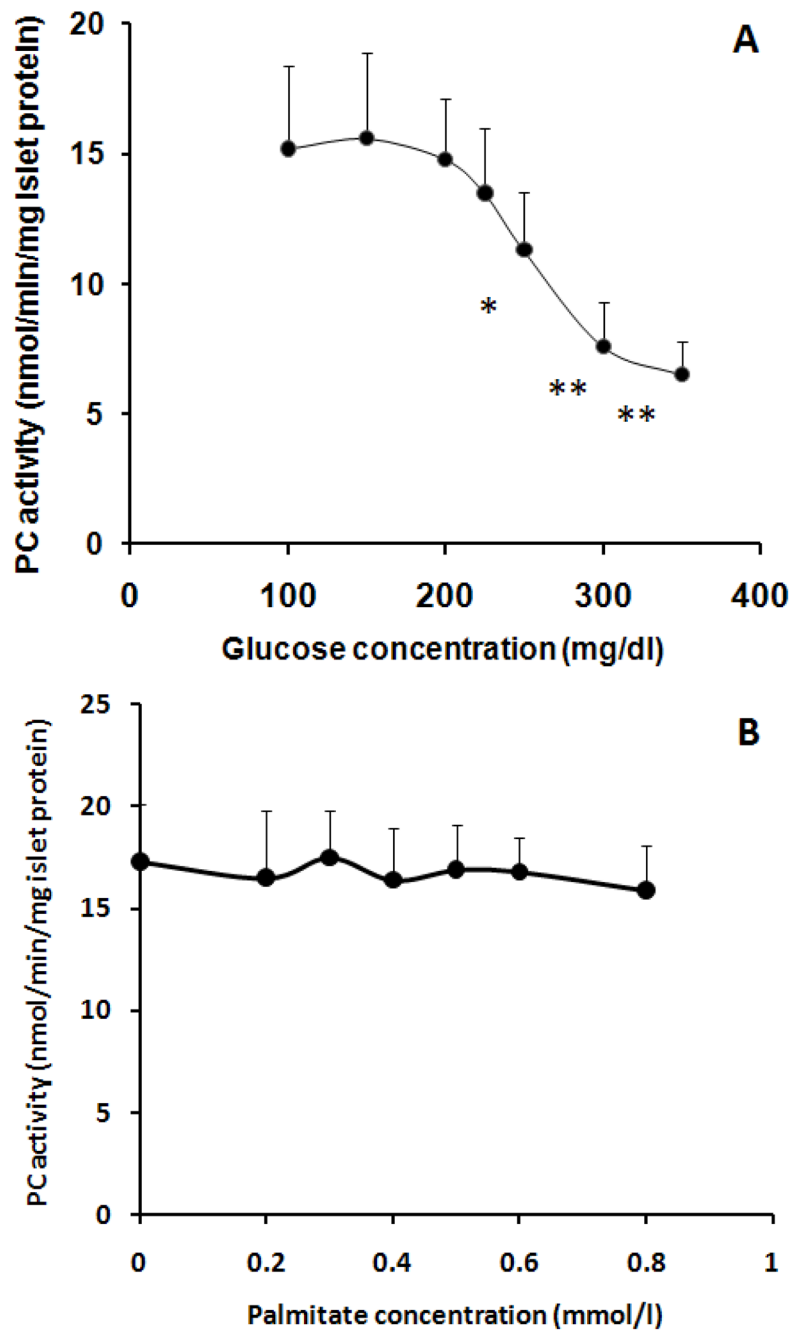 A
PC activity (nmol/min/mg islet protein)
20
15
10
5
0
*
**
**
0 100 200 300 400
Glucose concentration (mg/dl)
B
PC activity (nmol/min/mg islet protein)
25
20
15
10
5
0
0 0.2 0.4 0.6 0.8 1
Palmitate concentration (mmol/l)